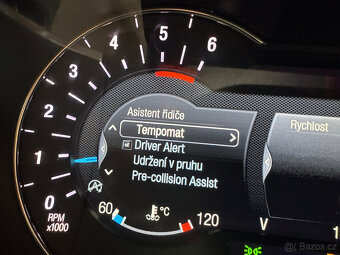 0
1
2
3
4
5
6
RPM
x1000
Asistent řidiče
Tempomat
Driver Alert
Udržení v pruhu
Pre-collision Assist
60
°C
120
Rychlost
V
1
© Bazos.cz